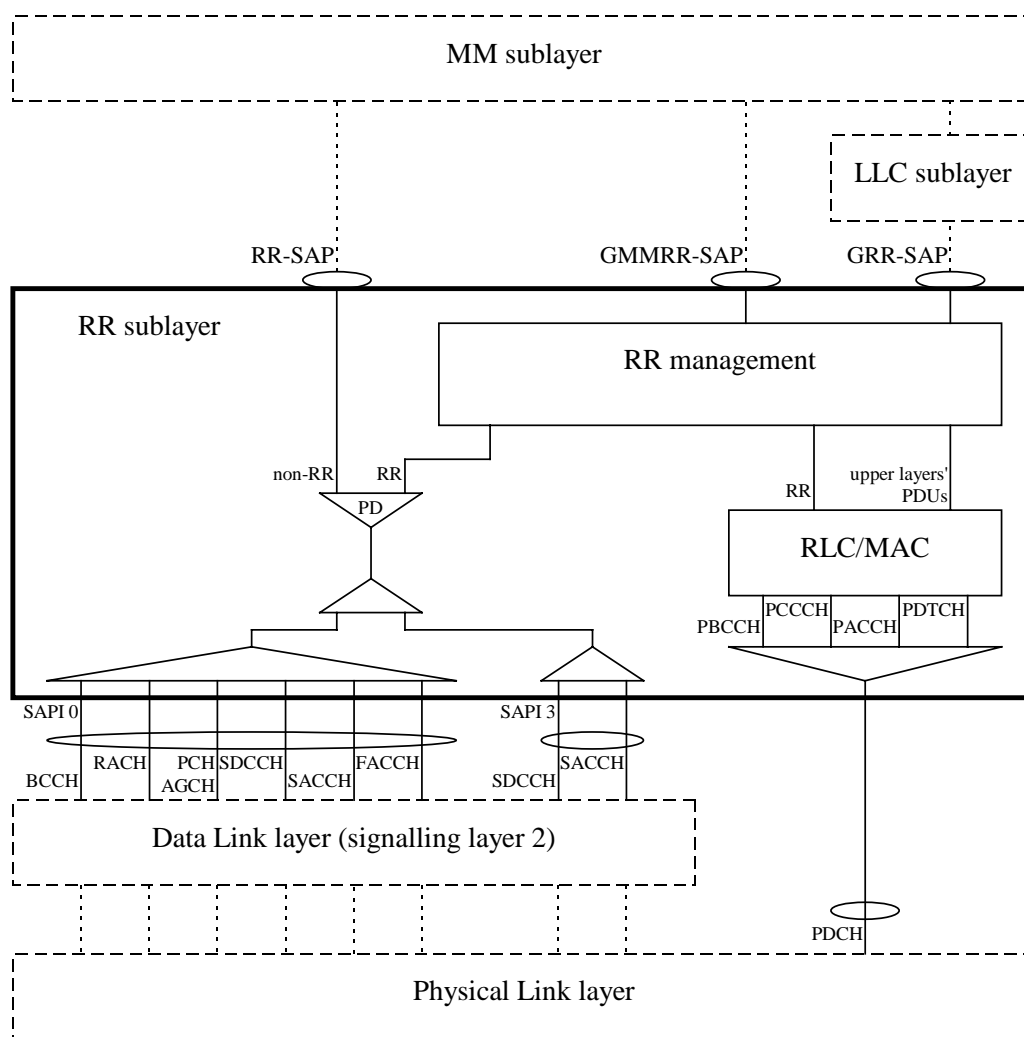 MM sublayer
LLC sublayer
RR-SAP
GMMRR-SAP
GRR-SAP
RR sublayer
RR management
non-RR
RR
PD
RR
upper layers'
PDUs
RLC/MAC
PBCCH
PCCCH
PACCH
PDTCH
SAPI 0
SAPI 3
BCCH
RACH
PCH
AGCH
SDCCH
SACCH
FACCH
SDCCH
SACCH
Data Link layer (signalling layer 2)
PDCH
Physical Link layer